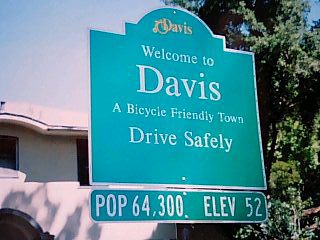 Davis
Welcome to
Davis
A Bicycle Friendly Town
Drive Safely
POP 64,300 ELEV 52